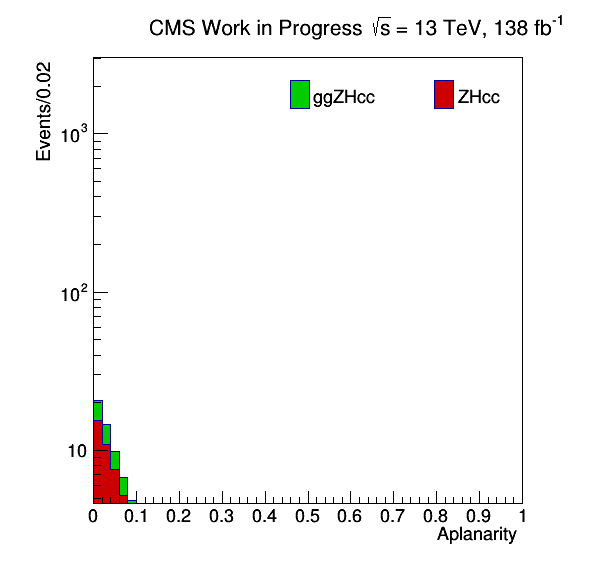 CMS Work in Progress √s = 13 TeV, 138 fb⁻¹
Events/0.02
ggZHcc
ZHcc
10³
10²
10
0 0.1 0.2 0.3 0.4 0.5 0.6 0.7 0.8 0.9 1
Aplanarity